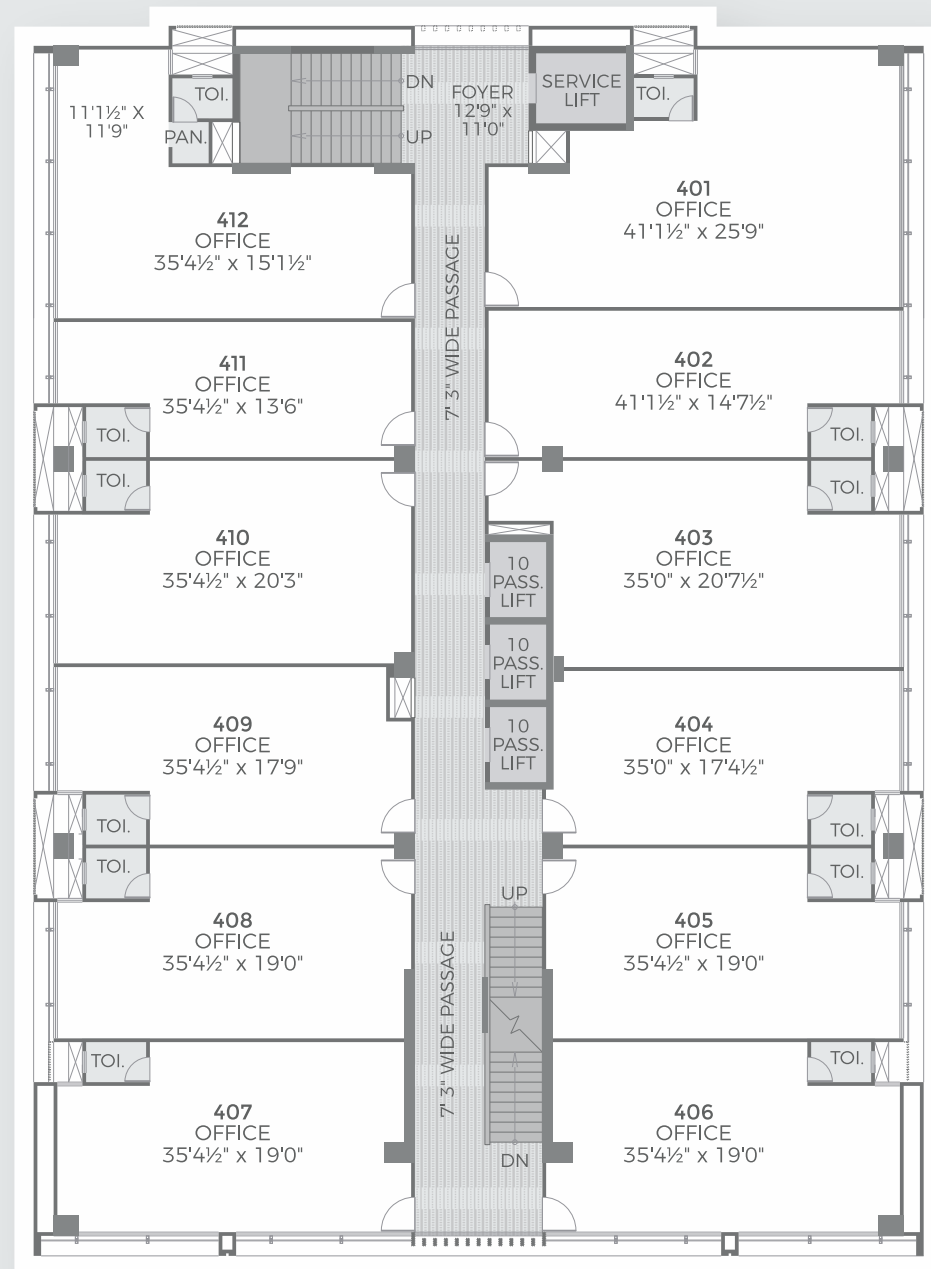 DN
FOYER
12'9" x
11'0"
SERVICE
LIFT
TOI.
TOI.
11'1½" X
11'9"
PAN.
UP
412
OFFICE
35'4½" x 15'1½"
401
OFFICE
41'1½" x 25'9"
7' 3" WIDE PASSAGE
411
OFFICE
35'4½" x 13'6"
402
OFFICE
41'1½" x 14'7½"
TOI.
TOI.
TOI.
TOI.
410
OFFICE
35'4½" x 20'3"
403
OFFICE
35'0" x 20'7½"
10
PASS.
LIFT
10
PASS.
LIFT
10
PASS.
LIFT
409
OFFICE
35'4½" x 17'9"
404
OFFICE
35'0" x 17'4½"
TOI.
TOI.
TOI.
TOI.
UP
408
OFFICE
35'4½" x 19'0"
405
OFFICE
35'4½" x 19'0"
7' 3" WIDE PASSAGE
TOI.
TOI.
407
OFFICE
35'4½" x 19'0"
406
OFFICE
35'4½" x 19'0"
DN